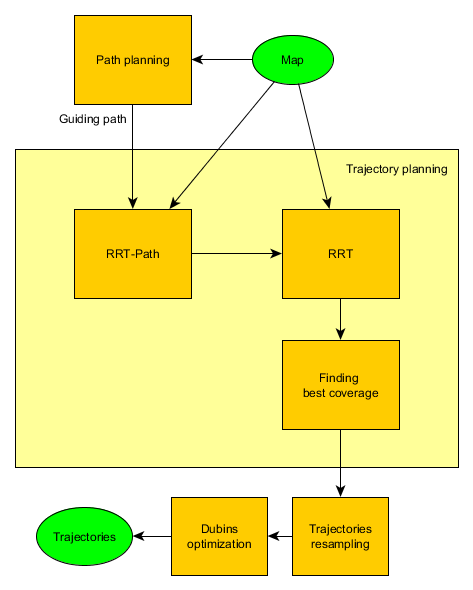 Path planning
Map
Guiding path
Trajectory planning
RRT-Path
RRT
Finding
best coverage
Trajectories
Dubins
optimization
Trajectories
resampling